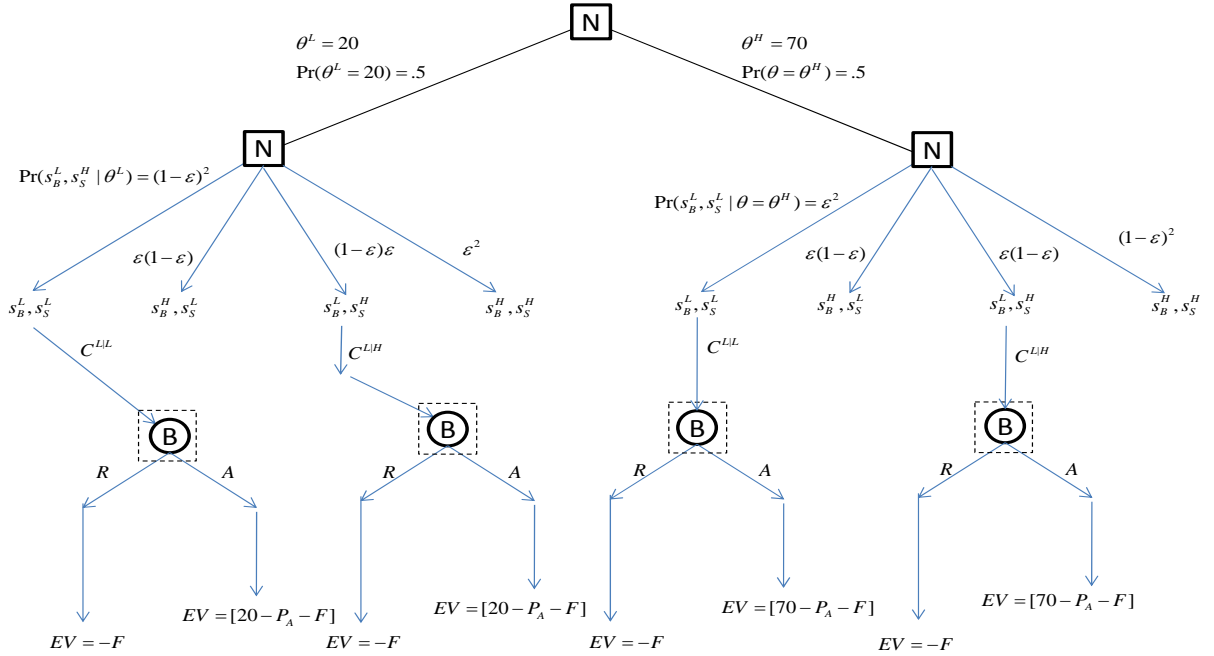 N
θ^L = 20
Pr(θ^L = 20) = .5
θ^H = 70
Pr(θ = θ^H) = .5
N
N
Pr(s_B^L, s_S^H | θ^L) = (1 − ε)^2
ε(1 − ε)
(1 − ε)ε
ε^2
Pr(s_B^L, s_S^L | θ = θ^H) = ε^2
ε(1 − ε)
ε(1 − ε)
(1 − ε)^2
s_B^L, s_S^L
s_B^H, s_S^L
s_B^L, s_S^H
s_B^H, s_S^H
s_B^L, s_S^L
s_B^H, s_S^L
s_B^L, s_S^H
s_B^H, s_S^H
C^{L|L}
C^{L|H}
C^{L|L}
C^{L|H}
B
B
B
B
R
A
R
A
R
A
R
A
EV = −F
EV = [20 − P_A − F]
EV = −F
EV = [20 − P_A − F]
EV = −F
EV = [70 − P_A − F]
EV = −F
EV = [70 − P_A − F]